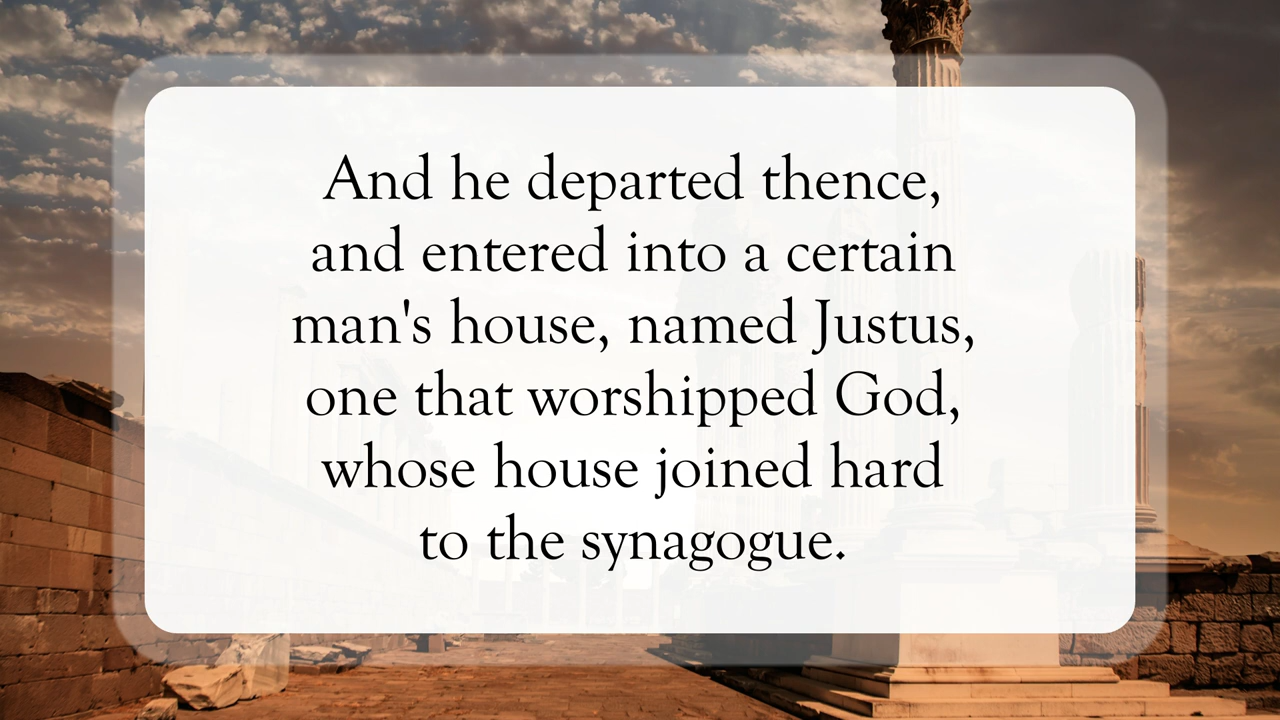 And he departed thence,
and entered into a certain
man's house, named Justus,
one that worshipped God,
whose house joined hard
to the synagogue.